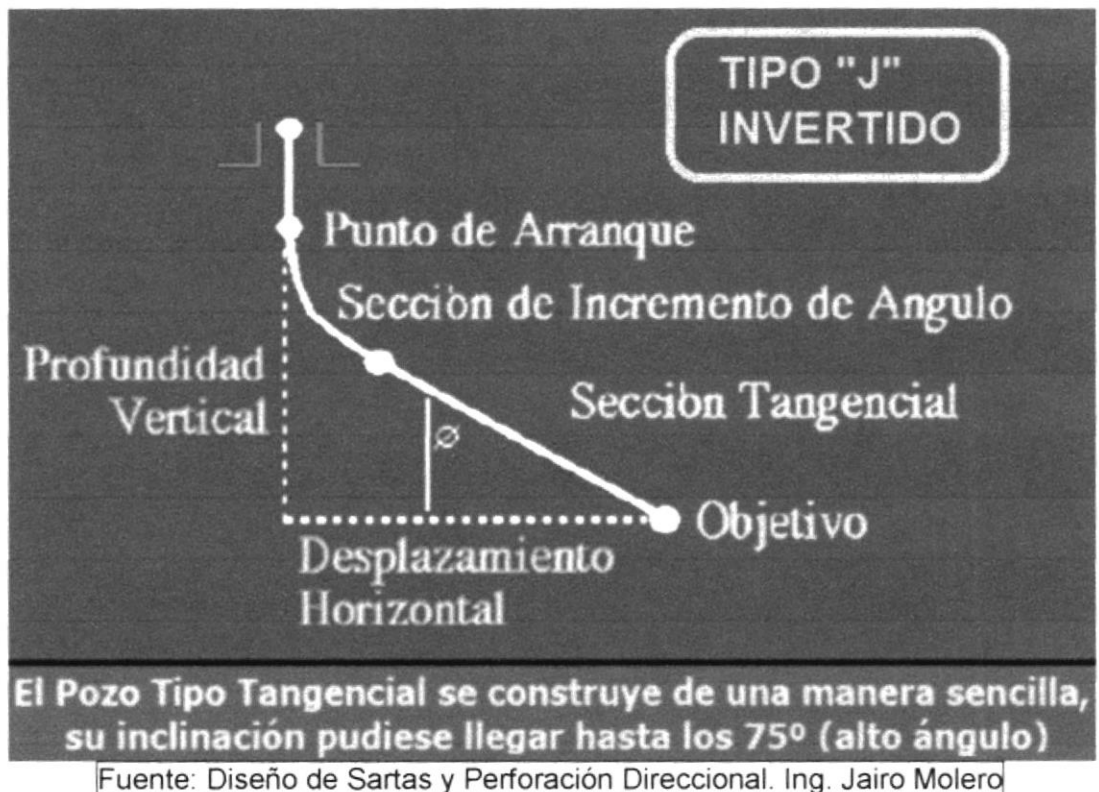 TIPO "J"
INVERTIDO
Punto de Arranque
Secciòn de Incremento de Angulo
Profundidad
Vertical
Secciòn Tangencial
ø
Objetivo
Desplazamiento
Horizontal
El Pozo Tipo Tangencial se construye de una manera sencilla,
su inclinación pudiese llegar hasta los 75º (alto ángulo)
Fuente: Diseño de Sartas y Perforación Direccional. Ing. Jairo Molero